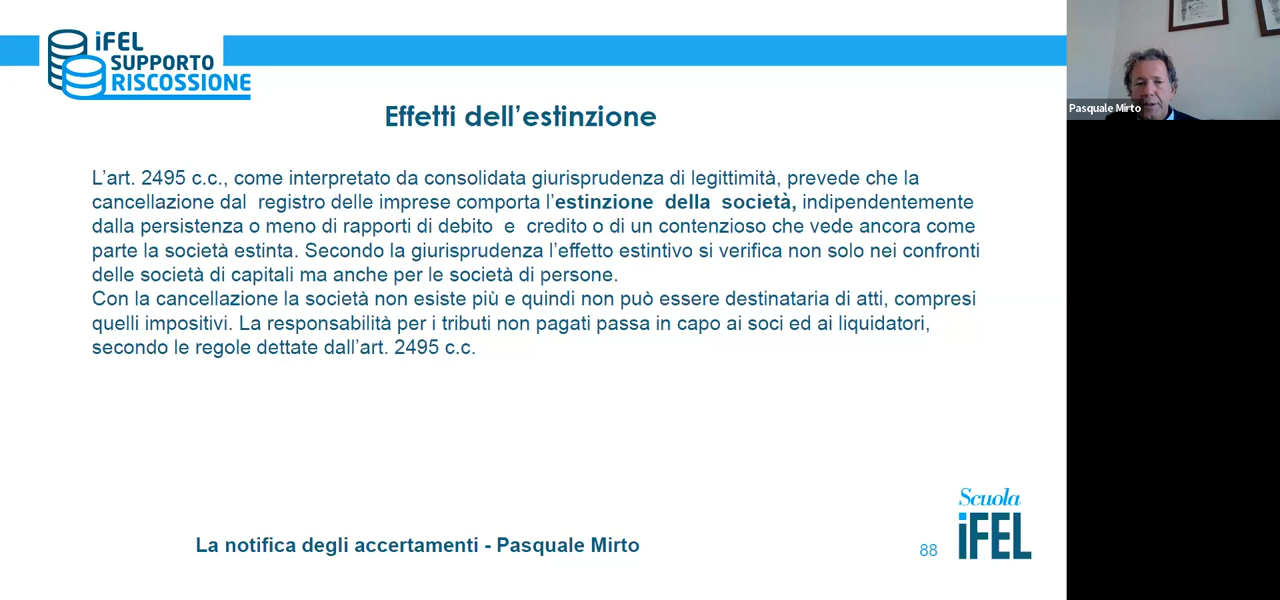 iFEL
SUPPORTO
RISCOSSIONE
Pasquale Mirto
Effetti dell’estinzione
L’art. 2495 c.c., come interpretato da consolidata giurisprudenza di legittimità, prevede che la
cancellazione dal registro delle imprese comporta l’estinzione della società, indipendentemente
dalla persistenza o meno di rapporti di debito e credito o di un contenzioso che vede ancora come
parte la società estinta. Secondo la giurisprudenza l’effetto estintivo si verifica non solo nei confronti
delle società di capitali ma anche per le società di persone.
Con la cancellazione la società non esiste più e quindi non può essere destinataria di atti, compresi
quelli impositivi. La responsabilità per i tributi non pagati passa in capo ai soci ed ai liquidatori,
secondo le regole dettate dall’art. 2495 c.c.
Scuola
iFEL
La notifica degli accertamenti - Pasquale Mirto
88